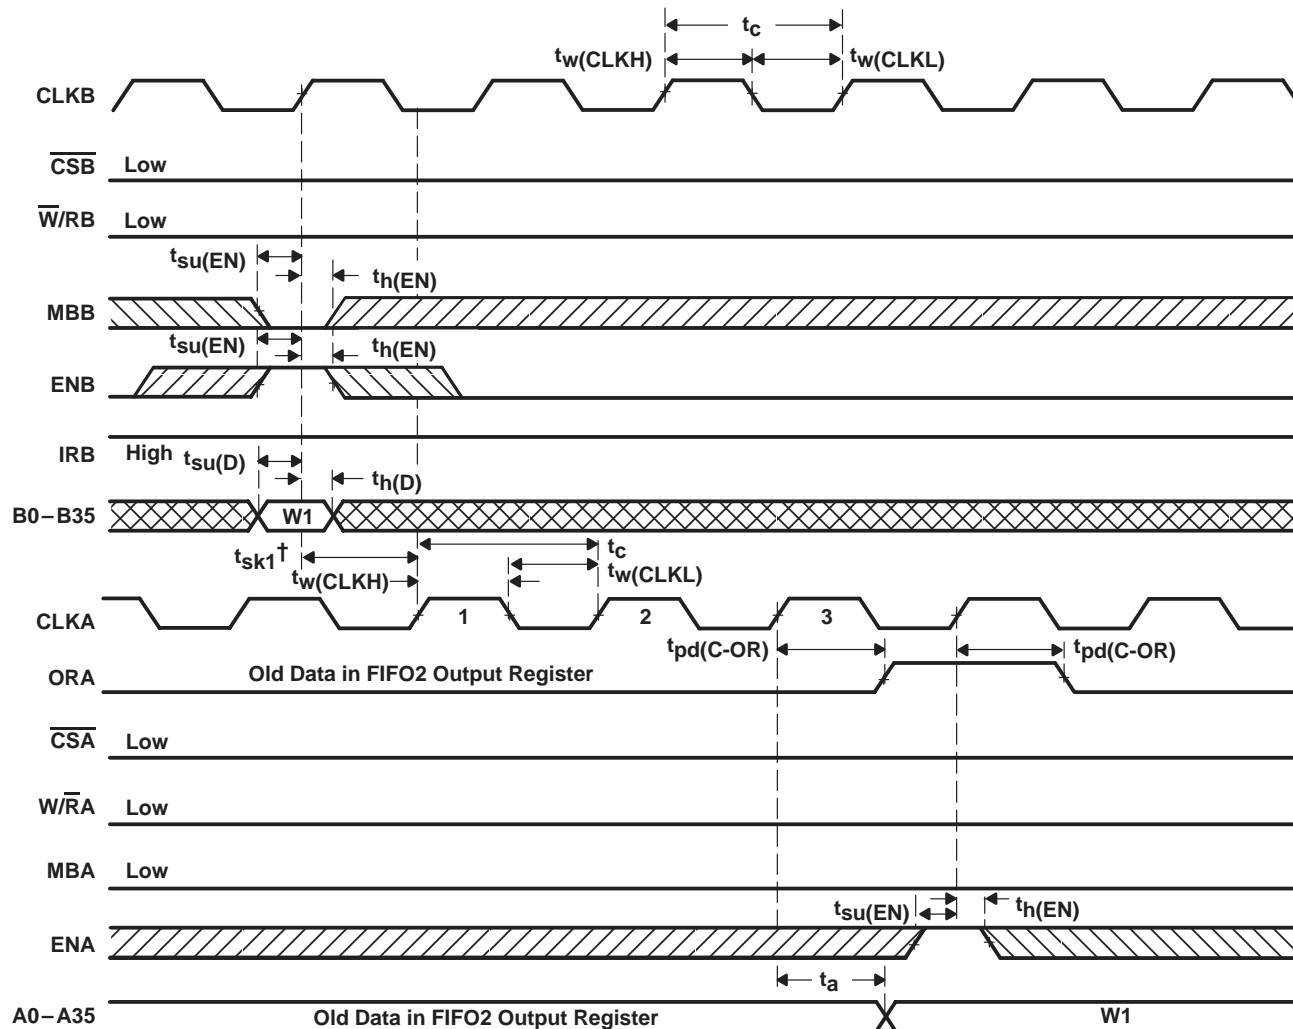 tc
tw(CLKH) tw(CLKL)
CLKB
CSB Low
W/RB Low
tsu(EN)
th(EN)
MBB
tsu(EN) th(EN)
ENB
IRB High
tsu(D)
th(D)
B0–B35 W1
tsk1† tc
tw(CLKH) tw(CLKL)
CLKA 1 2 3
tpd(C-OR) tpd(C-OR)
ORA Old Data in FIFO2 Output Register
CSA Low
W/RA Low
MBA Low
tsu(EN) th(EN)
ENA
ta
A0–A35 Old Data in FIFO2 Output Register W1